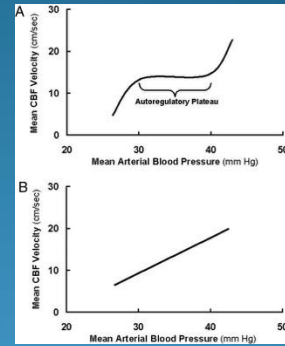 A
Mean CBF Velocity (cm/sec)
30
20
10
0
Autoregulatory Plateau
20
30
40
50
Mean Arterial Blood Pressure (mm Hg)
B
Mean CBF Velocity (cm/sec)
30
20
10
0
20
30
40
50
Mean Arterial Blood Pressure (mm Hg)